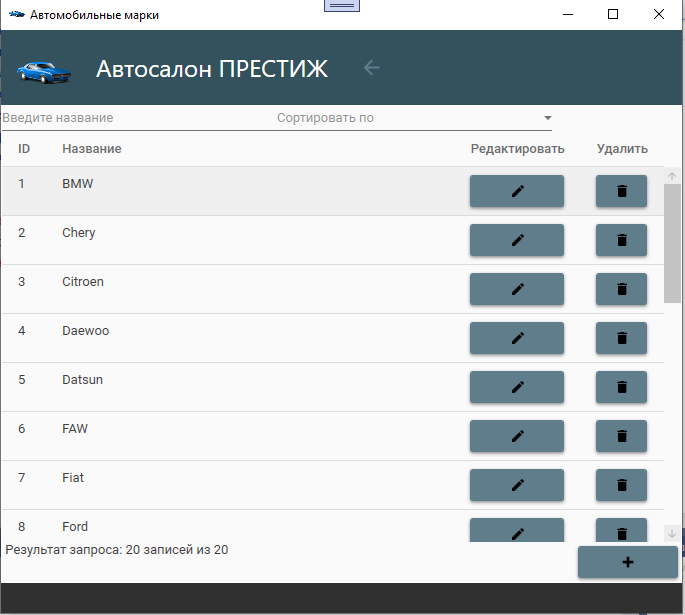 Автомобильные марки
Автосалон ПРЕСТИЖ
Введите название Сортировать по
ID Название Редактировать Удалить
1 BMW
2 Chery
3 Citroen
4 Daewoo
5 Datsun
6 FAW
7 Fiat
8 Ford
Результат запроса: 20 записей из 20